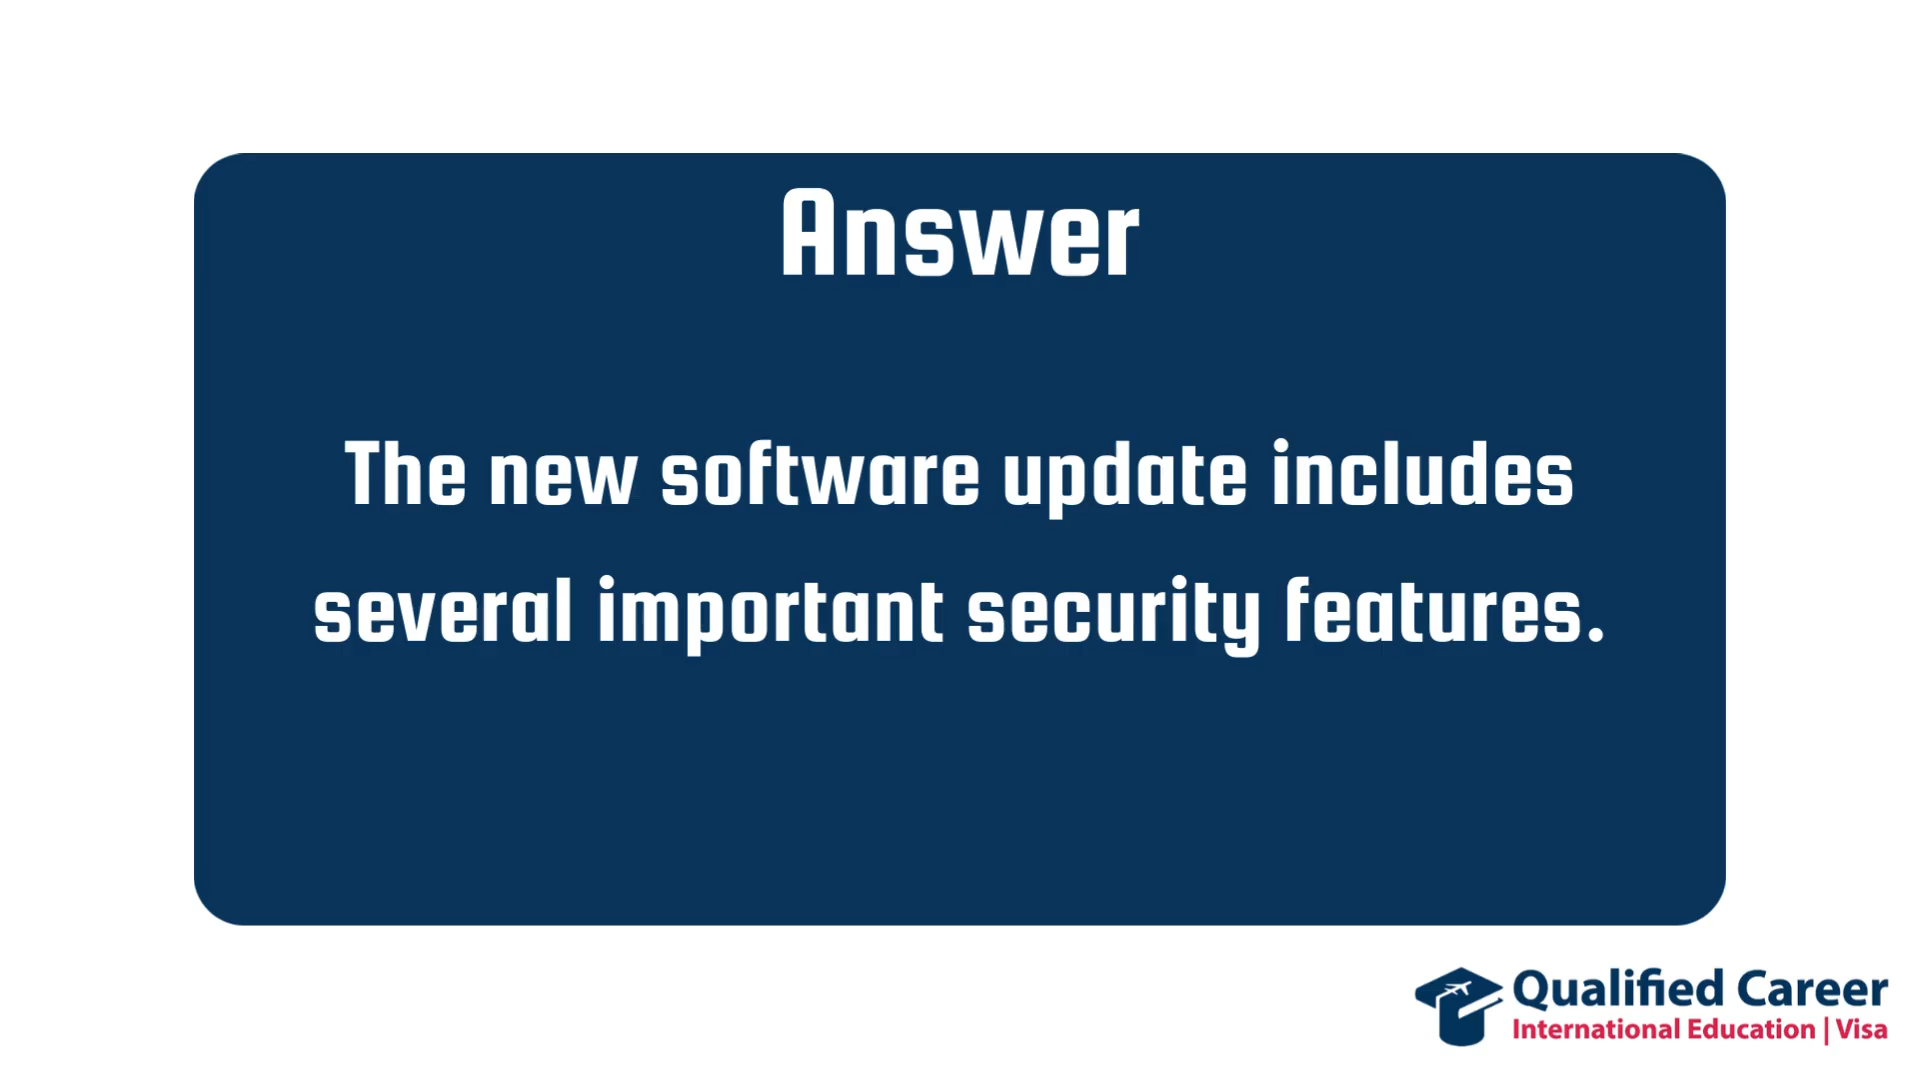 Answer
The new software update includes
several important security features.
Qualified Career
International Education | Visa